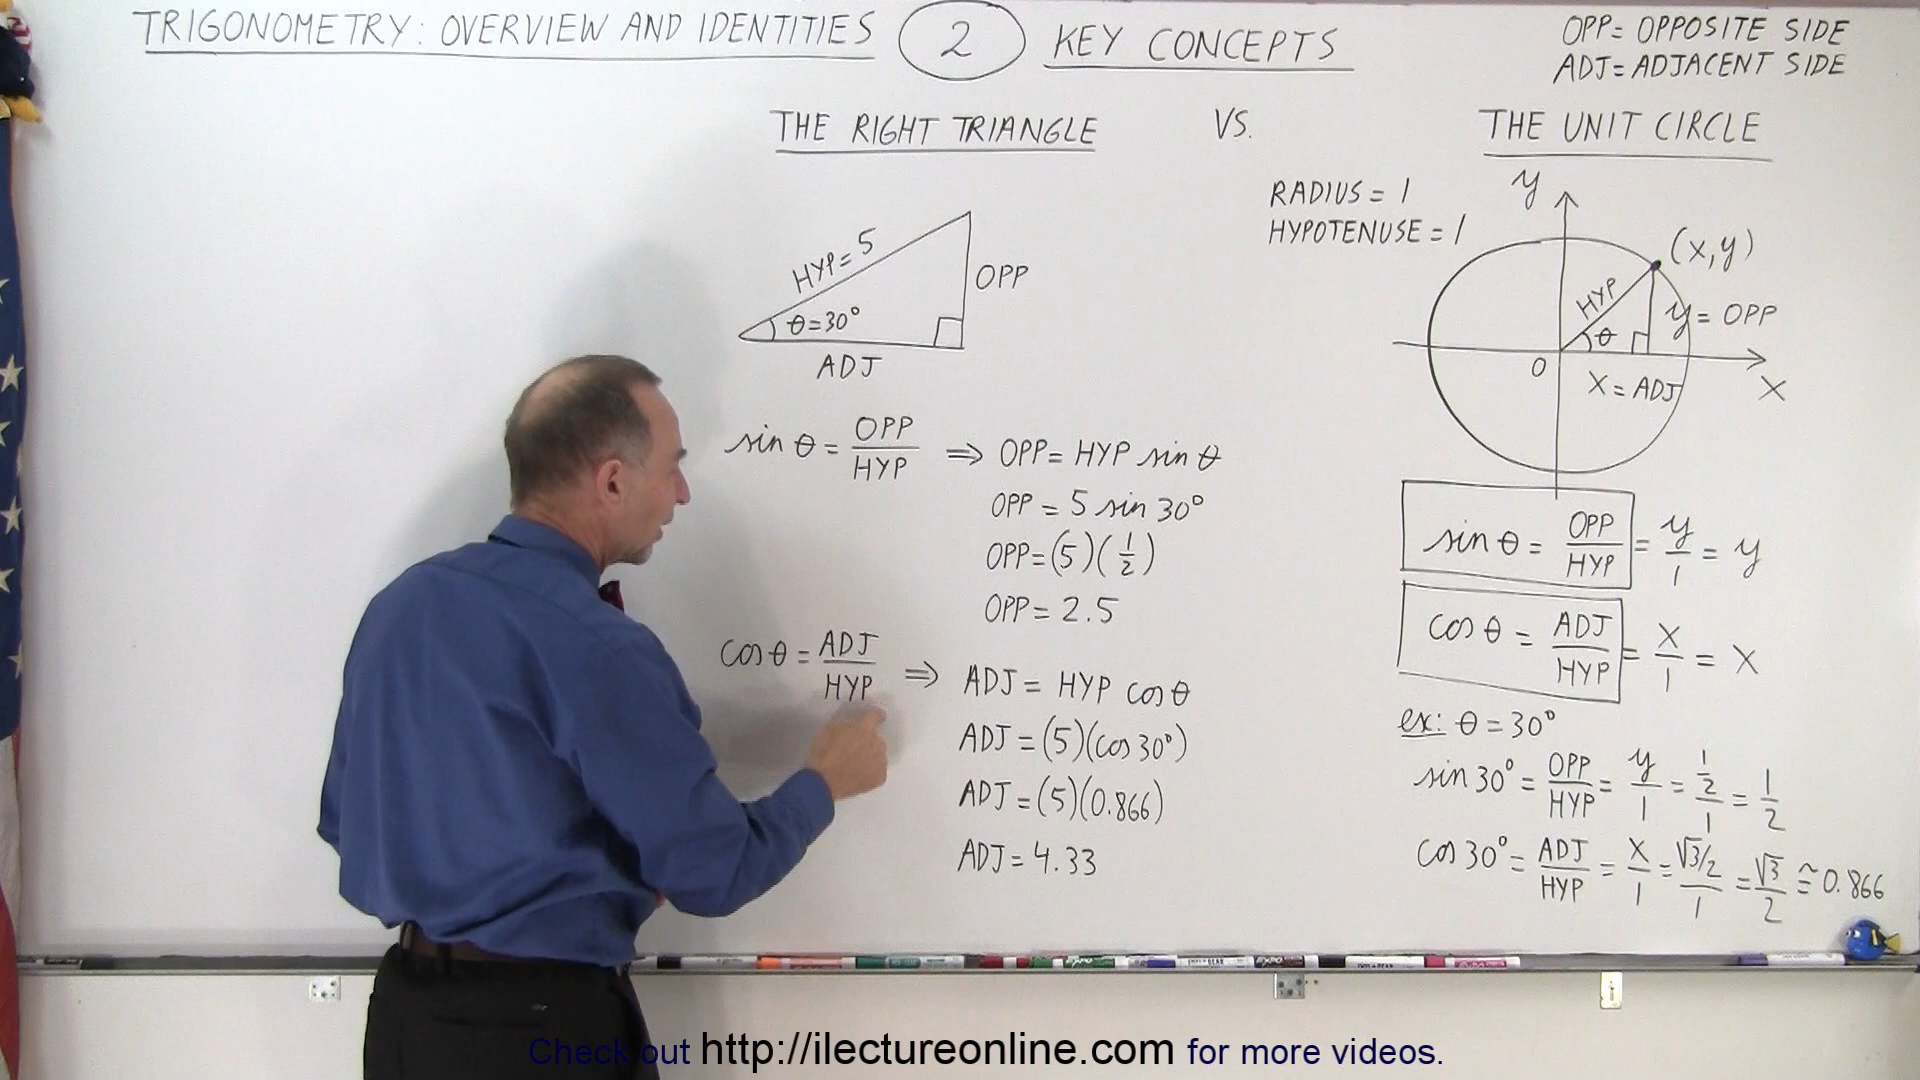 TRIGONOMETRY: OVERVIEW AND IDENTITIES 2 KEY CONCEPTS
OPP = OPPOSITE SIDE
ADJ = ADJACENT SIDE
THE RIGHT TRIANGLE VS. THE UNIT CIRCLE
HYP = 5
OPP
θ = 30°
ADJ
sin θ = OPP/HYP ⇒ OPP = HYP sin θ
OPP = 5 sin 30°
OPP = (5)(1/2)
OPP = 2.5
cos θ = ADJ/HYP ⇒ ADJ = HYP cos θ
ADJ = (5)(cos 30°)
ADJ = (5)(0.866)
ADJ = 4.33
RADIUS = 1
HYPOTENUSE = 1
y
(x,y)
HYP
y = OPP
θ
O
X = ADJ
X
sin θ = OPP/HYP = y/1 = y
cos θ = ADJ/HYP = x/1 = x
ex: θ = 30°
sin 30° = OPP/HYP = y/1 = 1/2/1 = 1/2
cos 30° = ADJ/HYP = x/1 = √3/2/1 = √3/2 ≅ 0.866
Check out http://ilectureonline.com for more videos.